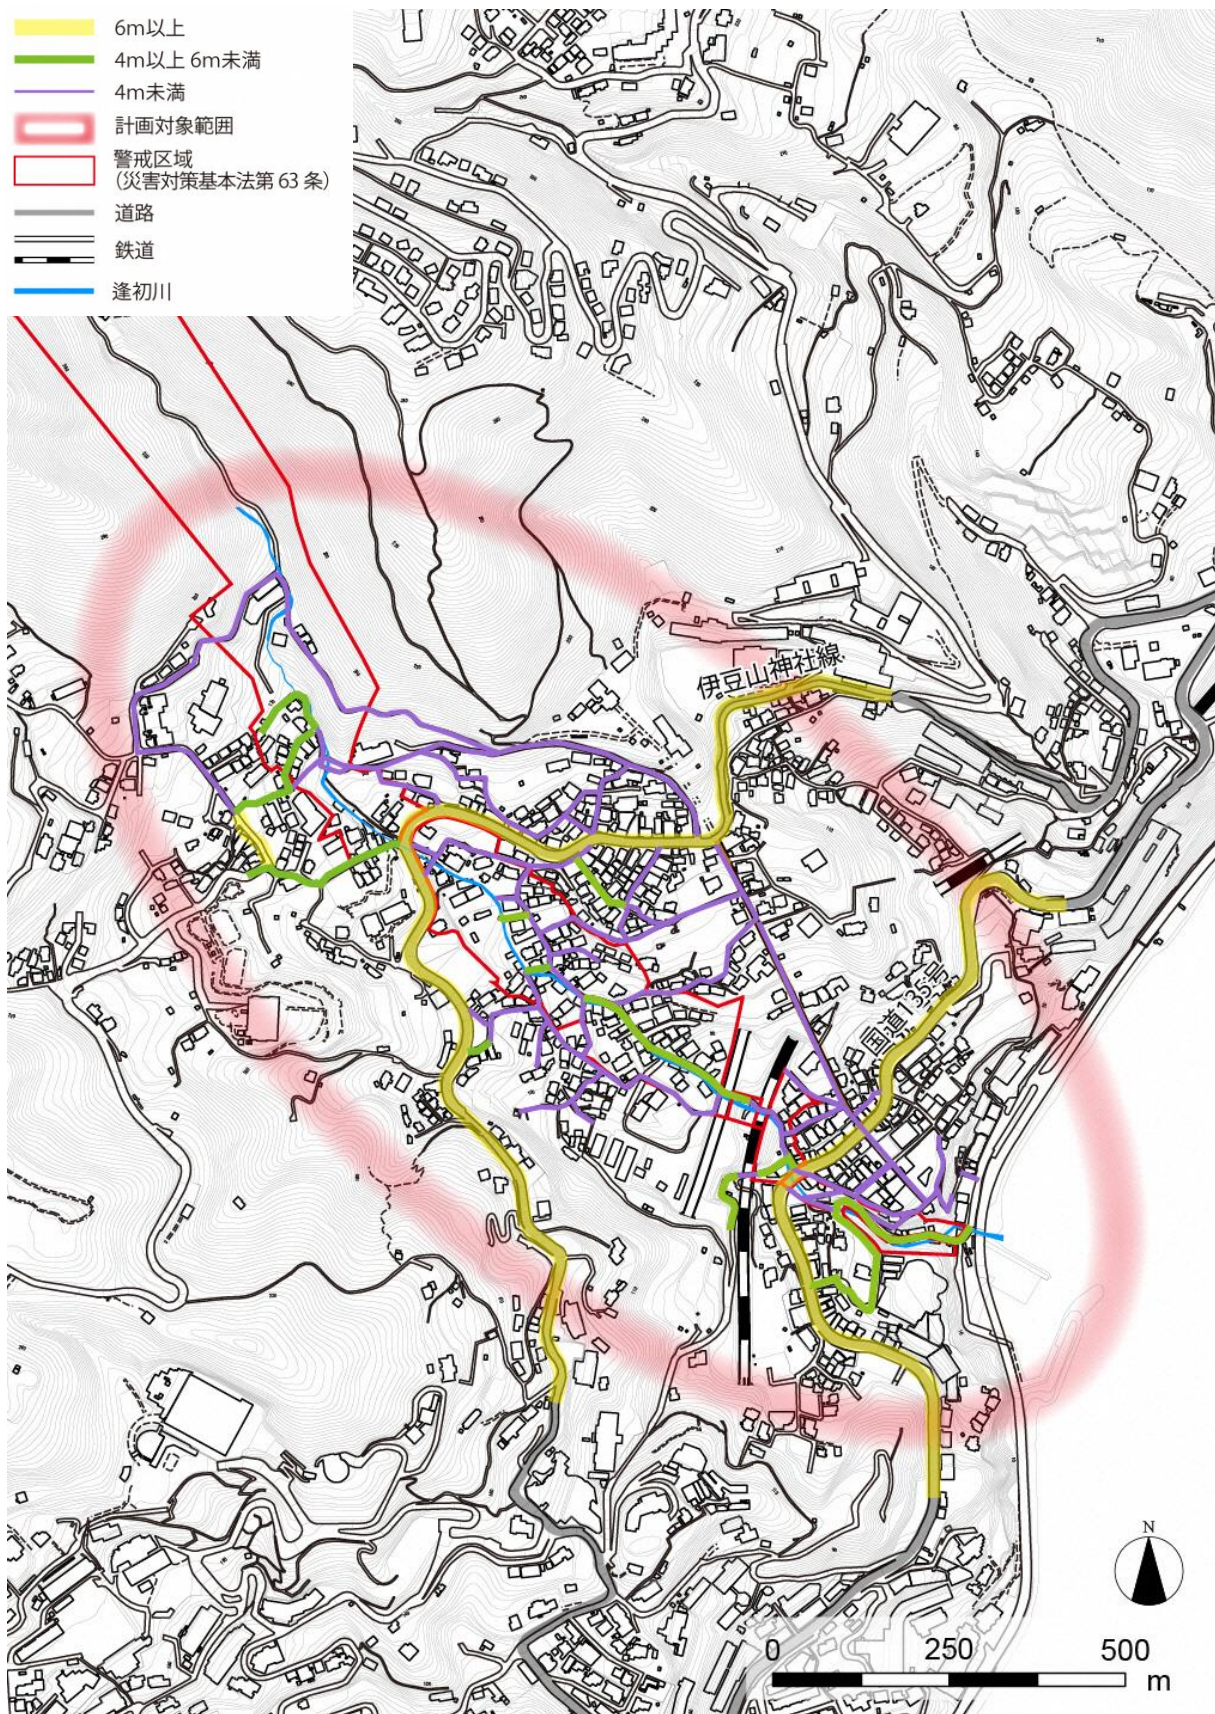 6m以上
4m以上 6m未満
4m未満
計画対象範囲
警戒区域
(災害対策基本法第 63 条)
道路
鉄道
逢初川
伊豆山神社線
国道 135号
N
0 250 500
m